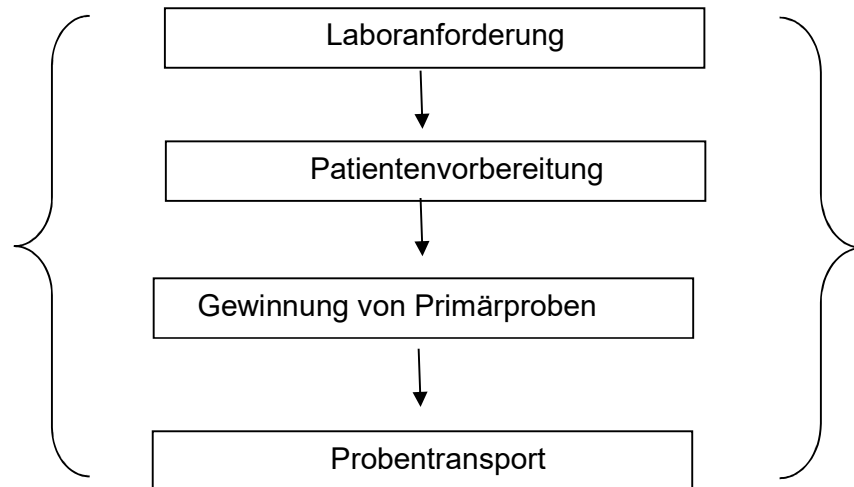 Laboranforderung
Patientenvorbereitung
Gewinnung von Primärproben
Probentransport